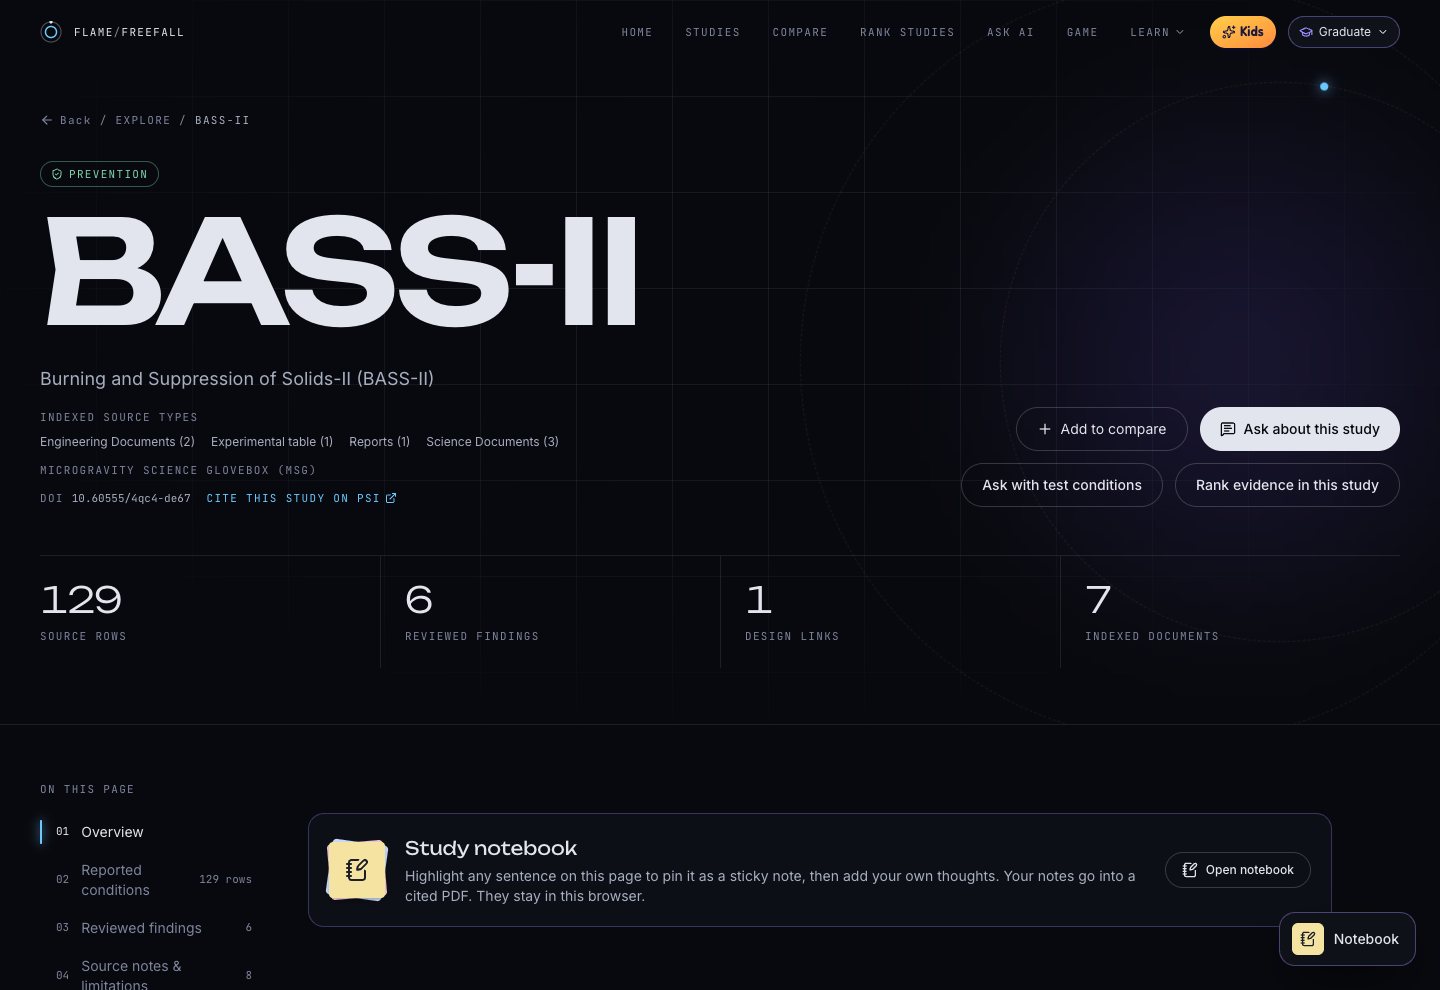 FLAME/FREEFALL
HOME
STUDIES
COMPARE
RANK STUDIES
ASK AI
GAME
LEARN
Kids
Graduate
Back / EXPLORE / BASS-II
PREVENTION
BASS-II
Burning and Suppression of Solids-II (BASS-II)
INDEXED SOURCE TYPES
Engineering Documents (2) Experimental table (1) Reports (1) Science Documents (3)
MICROGRAVITY SCIENCE GLOVEBOX (MSG)
DOI 10.60555/4qc4-de67 CITE THIS STUDY ON PSI
Add to compare
Ask about this study
Ask with test conditions
Rank evidence in this study
129
SOURCE ROWS
6
REVIEWED FINDINGS
1
DESIGN LINKS
7
INDEXED DOCUMENTS
ON THIS PAGE
01 Overview
02 Reported conditions 129 rows
03 Reviewed findings 6
04 Source notes & limitations 8
Study notebook
Highlight any sentence on this page to pin it as a sticky note, then add your own thoughts. Your notes go into a
cited PDF. They stay in this browser.
Open notebook
Notebook